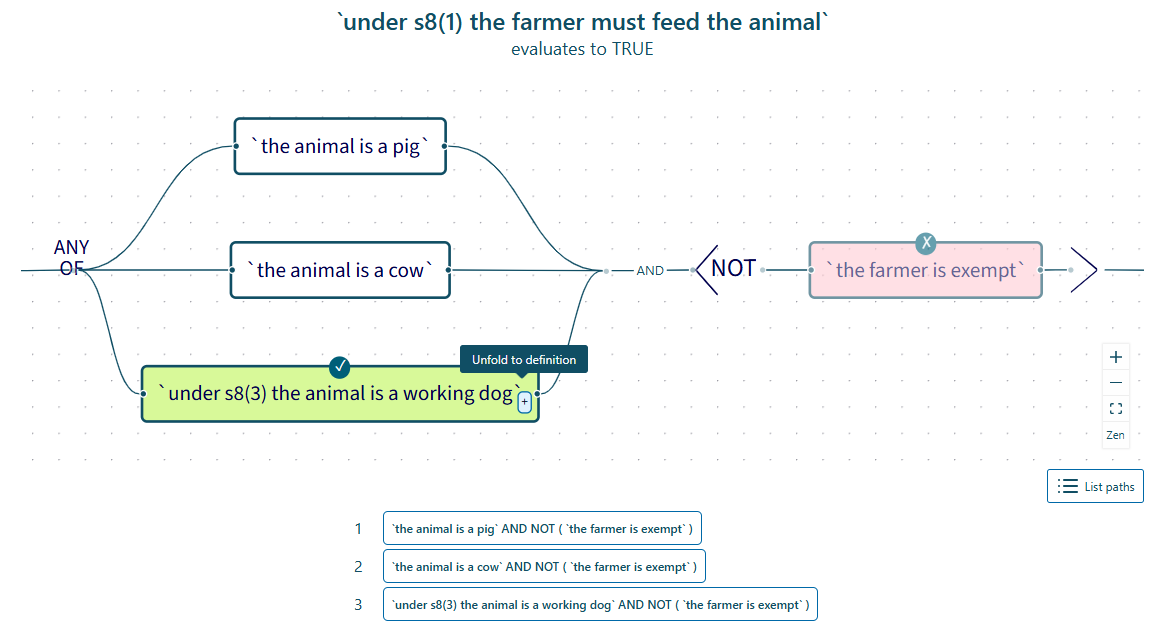 `under s8(1) the farmer must feed the animal`
evaluates to TRUE
`the animal is a pig`
ANY
OF
`the animal is a cow`
AND
NOT
X
`the farmer is exempt`
Unfold to definition
✓
`under s8(3) the animal is a working dog`
+
+
−
Zen
List paths
1 `the animal is a pig` AND NOT ( `the farmer is exempt` )
2 `the animal is a cow` AND NOT ( `the farmer is exempt` )
3 `under s8(3) the animal is a working dog` AND NOT ( `the farmer is exempt` )